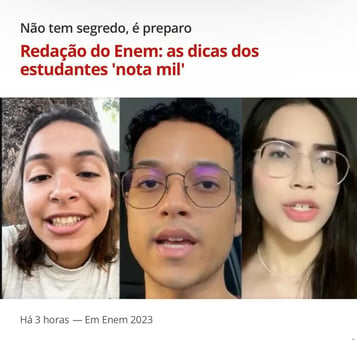 Não tem segredo, é preparo
Redação do Enem: as dicas dos
estudantes 'nota mil'
Há 3 horas — Em Enem 2023